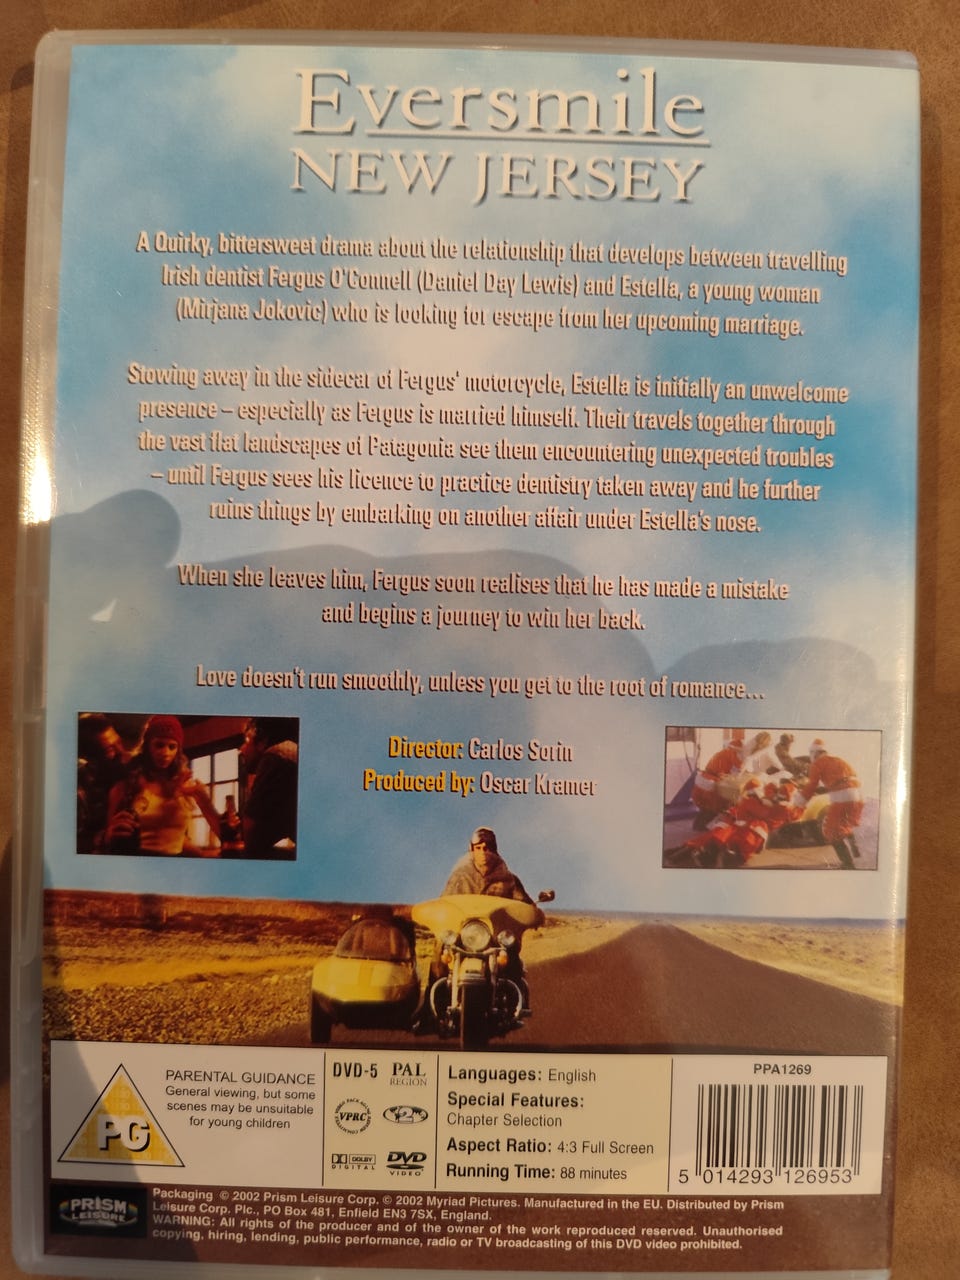 Eversmile
NEW JERSEY
A Quirky, bittersweet drama about the relationship that develops between travelling
Irish dentist Fergus O'Connell (Daniel Day Lewis) and Estella, a young woman
(Mirjana Jokovic) who is looking for escape from her upcoming marriage.
Stowing away in the sidecar of Fergus' motorcycle, Estella is initially an unwelcome
presence – especially as Fergus is married himself. Their travels together through
the vast flat landscapes of Patagonia see them encountering unexpected troubles
– until Fergus sees his licence to practice dentistry taken away and he further
ruins things by embarking on another affair under Estella's nose.
When she leaves him, Fergus soon realises that he has made a mistake
and begins a journey to win her back.
Love doesn't run smoothly, unless you get to the root of romance...
Director: Carlos Sorin
Produced by: Oscar Kramer
PG
PARENTAL GUIDANCE
General viewing, but some
scenes may be unsuitable
for young children
DVD-5 PAL
REGION
VPRC
2
DOLBY
DIGITAL
DVD
VIDEO
Languages: English
Special Features:
Chapter Selection
Aspect Ratio: 4:3 Full Screen
Running Time: 88 minutes
PPA1269
5 014293 126953
PRISM
LEISURE
Packaging © 2002 Prism Leisure Corp. © 2002 Myriad Pictures. Manufactured in the EU. Distributed by Prism
Leisure Corp. Plc., PO Box 481, Enfield EN3 7SX, England.
WARNING: All rights of the producer and of the owner of the work reproduced reserved. Unauthorised
copying, hiring, lending, public performance, radio or TV broadcasting of this DVD video prohibited.